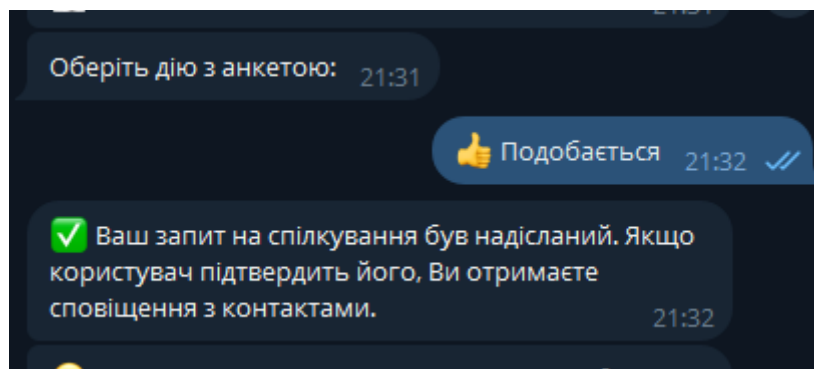 Оберіть дію з анкетою: 21:31
👍 Подобається 21:32
✅ Ваш запит на спілкування був надісланий. Якщо
користувач підтвердить його, Ви отримаєте
сповіщення з контактами. 21:32